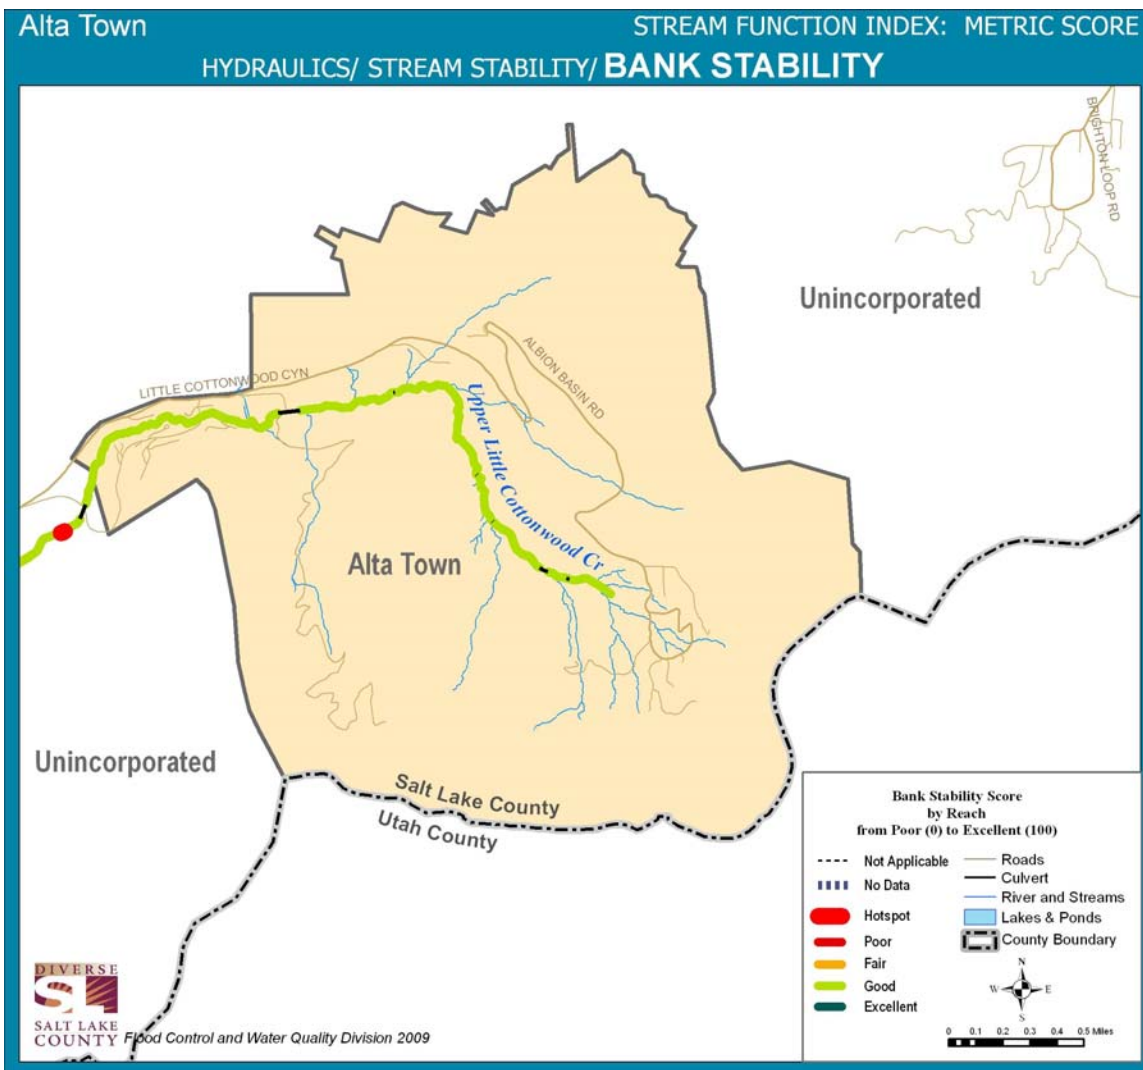 Alta Town
STREAM FUNCTION INDEX: METRIC SCORE
HYDRAULICS/ STREAM STABILITY/ BANK STABILITY
BRIGHTON LOOP RD
Unincorporated
ALBION BASIN RD
LITTLE COTTONWOOD CYN
Upper Little Cottonwood Cr
Alta Town
Unincorporated
Salt Lake County
Utah County
Bank Stability Score
by Reach
from Poor (0) to Excellent (100)
Not Applicable
No Data
Hotspot
Poor
Fair
Good
Excellent
Roads
Culvert
River and Streams
Lakes & Ponds
County Boundary
N
W E
S
0 0.1 0.2 0.3 0.4 0.5 Miles
DIVERSE
SL
SALT LAKE
COUNTY
Flood Control and Water Quality Division 2009